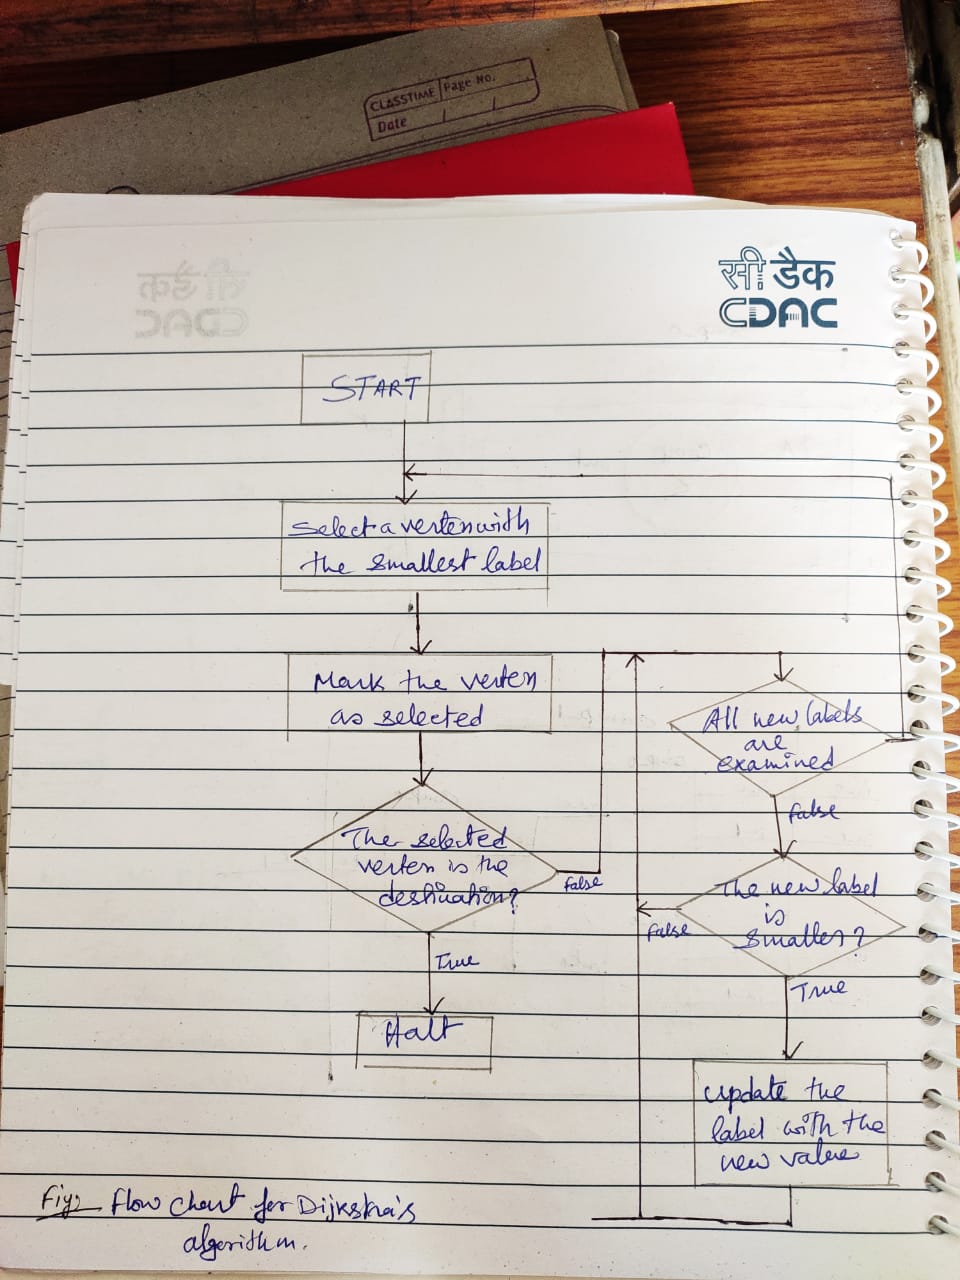 CLASSTIME Page No.
Date / /
सी डैक
CDAC
START
Select a vertex with
the smallest label
Mark the vertex
as selected
The selected
vertex is the
destination?
False
True
Halt
All new labels
are
examined
False
The new label
is
smaller?
False
True
update the
label with the
new value
Fig:- Flow chart for Dijkstra's
algorithm.